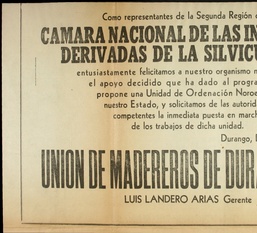 Como representantes de la Segunda Región
CAMARA NACIONAL DE LAS IN
DERIVADAS DE LA SILVICU
entusiastamente felicitamos a nuestro organismo n
el apoyo decidido que ha dado al progra
propone una Unidad de Ordenación Noroe
nuestro Estado, y solicitamos de las autorid
competentes la inmediata puesta en march
de los trabajos de dicha unidad.
Durango, D
UNION DE MADEREROS DE DUR
LUIS LANDERO ARIAS Gerente